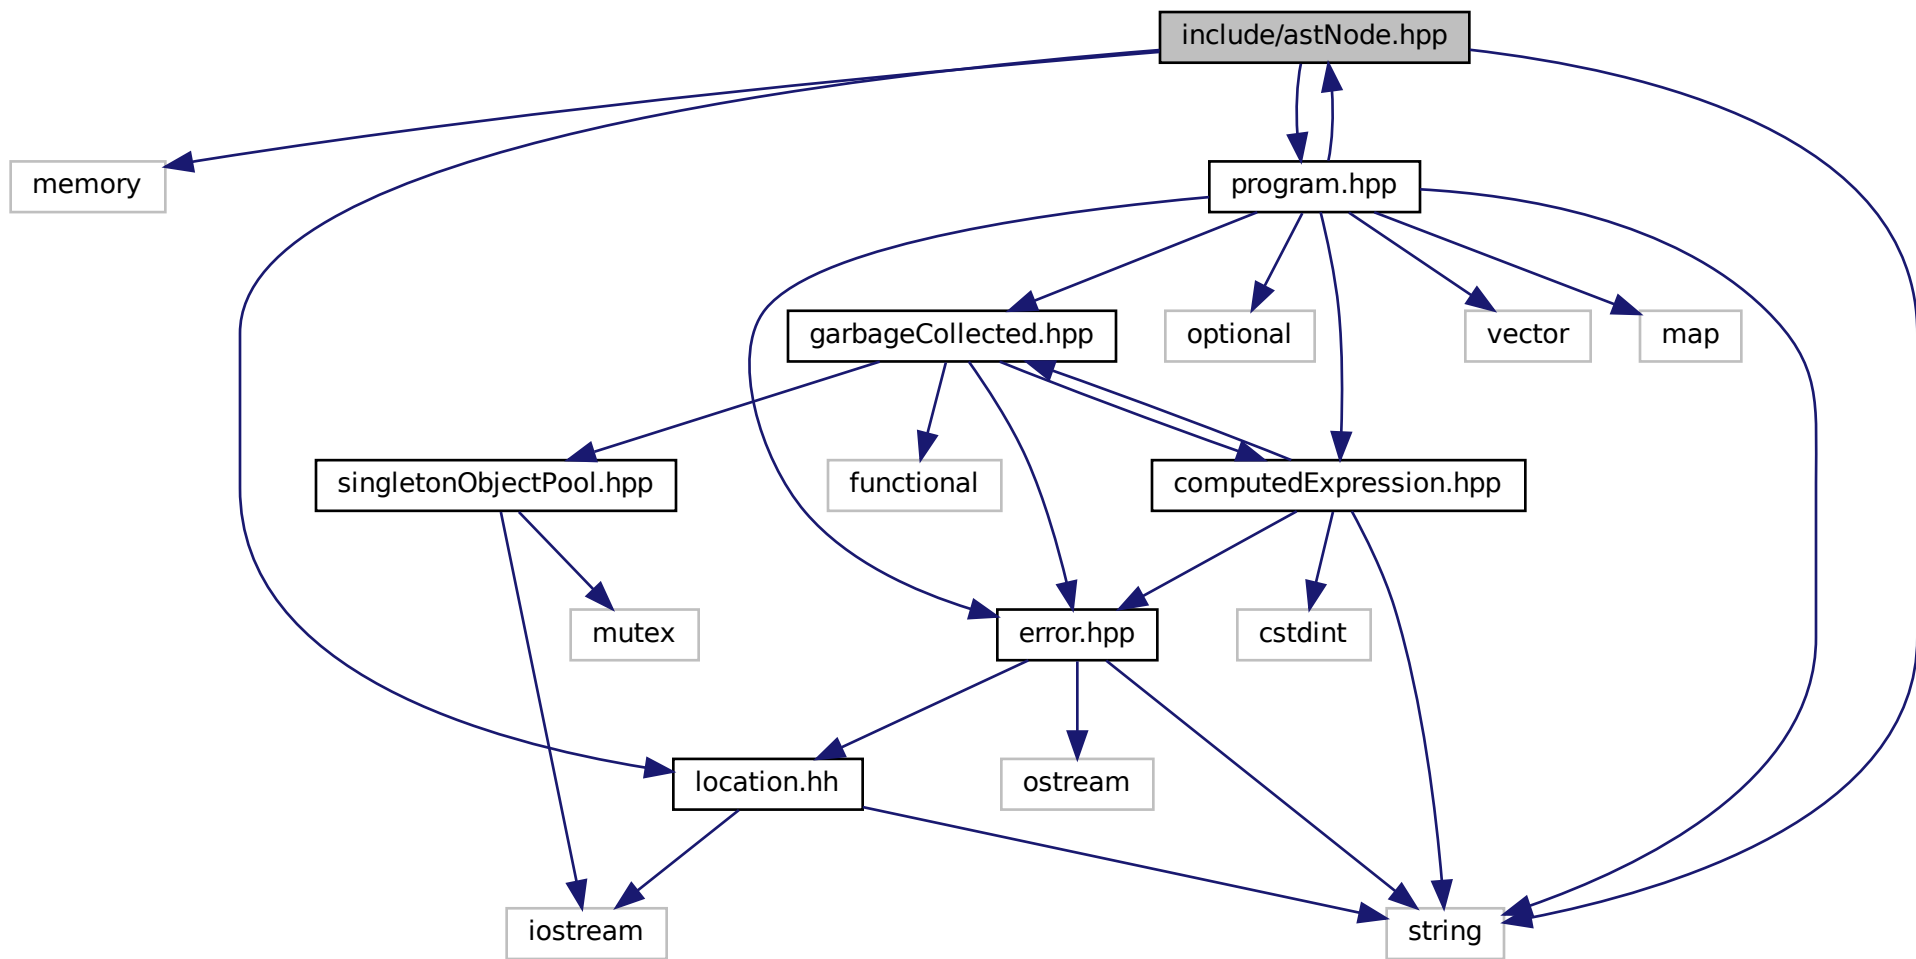 include/astNode.hpp
memory
program.hpp
garbageCollected.hpp
optional
vector
map
singletonObjectPool.hpp
functional
computedExpression.hpp
mutex
error.hpp
cstdint
location.hh
ostream
iostream
string